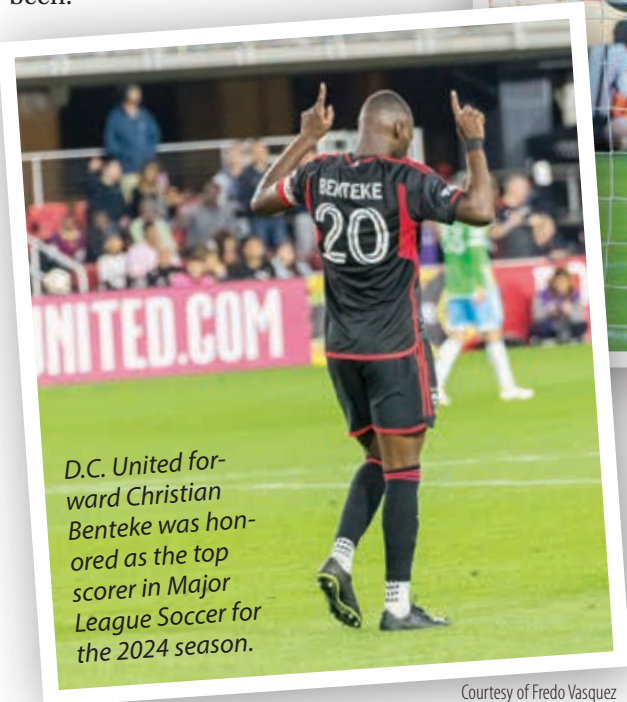 been.
BENTEKE
20
NITED.COM
D.C. United for-
ward Christian
Benteke was hon-
ored as the top
scorer in Major
League Soccer for
the 2024 season.
Courtesy of Fredo Vasquez